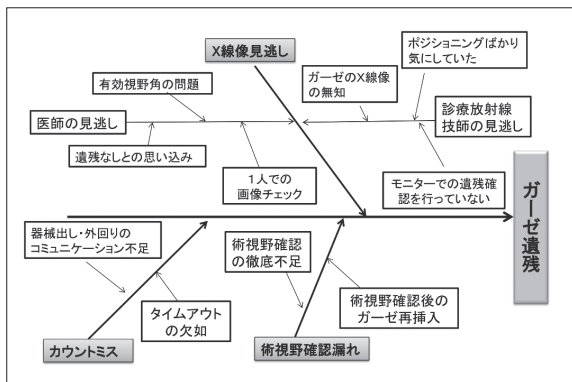 X線像見逃し
ポジショニングばかり
気にしていた
有効視野角の問題
ガーゼのX線像
の無知
医師の見逃し
診療放射線
技師の見逃し
遺残なしとの思い込み
1人での
画像チェック
モニターでの遺残確
認を行っていない
ガーゼ遺残
器械出し・外回りの
コミュニケーション不足
術視野確認
の徹底不足
タイムアウト
の欠如
術視野確認後の
ガーゼ再挿入
カウントミス
術視野確認漏れ